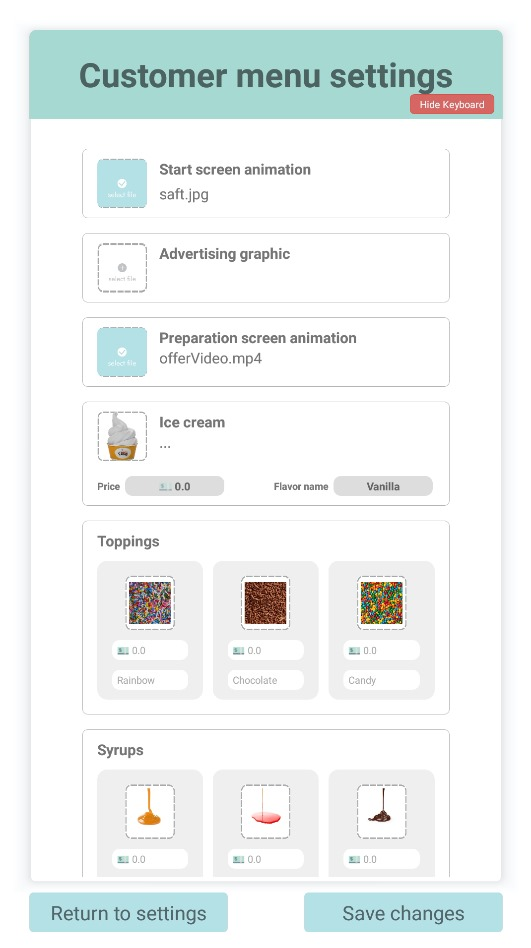 Customer menu settings
Hide Keyboard
Start screen animation
select file
saft.jpg
Advertising graphic
select file
Preparation screen animation
select file
offerVideo.mp4
Ice cream
...
Price 0.0 Flavor name Vanilla
Toppings
0.0 0.0 0.0
Rainbow Chocolate Candy
Syrups
0.0 0.0 0.0
Return to settings Save changes